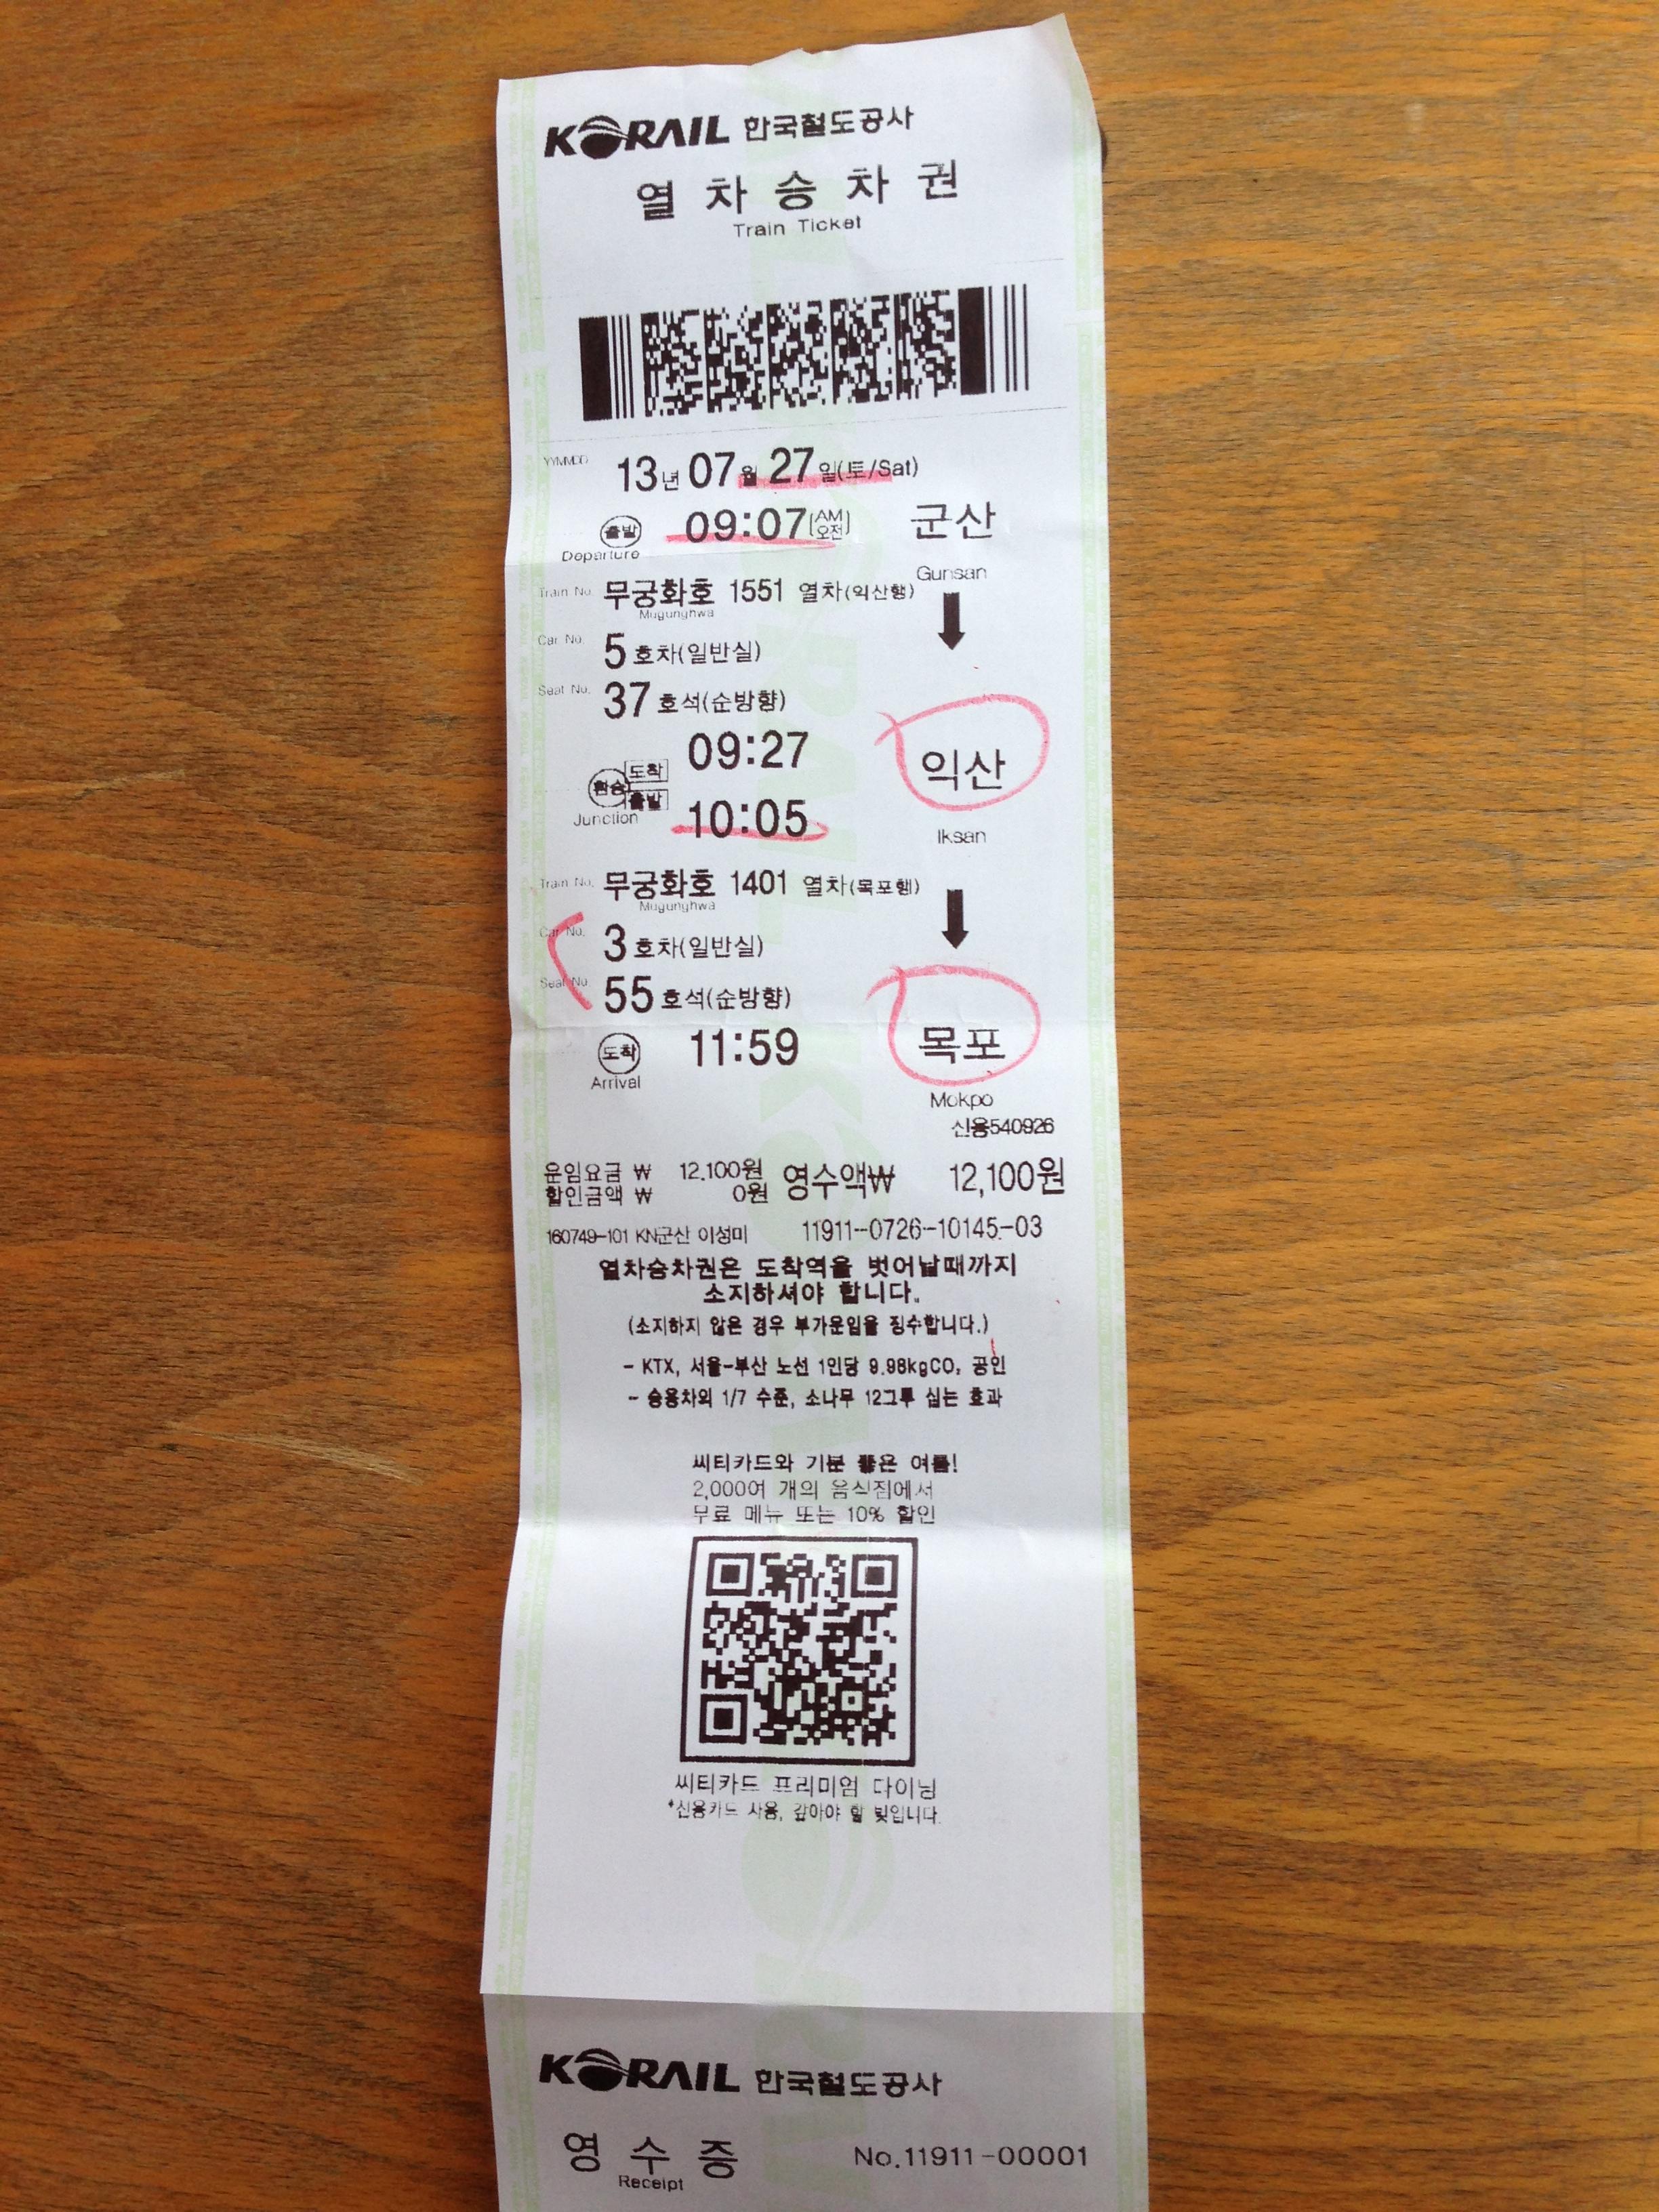 KORAIL 한국철도공사
열 차 승 차 권
Train Ticket
YYMMDD 13년 07월 27일(토/Sat)
출발 09:07 [AM 오전] 군산
Departure
Gunsan
Train No. 무궁화호 1551 열차(익산행)
Mugunghwa
Car No. 5 호차(일반실)
Seat No. 37 호석(순방향)
도착 09:27
환승 익산
출발 10:05
Junction
Iksan
Train No. 무궁화호 1401 열차(목포행)
Mugunghwa
Car No. 3 호차(일반실)
Seat No. 55 호석(순방향)
도착 11:59 목포
Arrival
Mokpo
신용540926
운임요금 ₩ 12,100원 영수액₩ 12,100원
할인금액 ₩ 0원
160749-101 KN군산 이성미 11911-0726-10145-03
열차승차권은 도착역을 벗어날때까지
소지하셔야 합니다.
(소지하지 않은 경우 부가운임을 징수합니다.)
- KTX, 서울-부산 노선 1인당 9.98kgCO₂ 공인
- 승용차의 1/7 수준, 소나무 12그루 심는 효과
씨티카드와 기분 좋은 여름!
2,000여 개의 음식점에서
무료 메뉴 또는 10% 할인
씨티카드 프리미엄 다이닝
*신용카드 사용, 갚아야 할 빚입니다.
KORAIL 한국철도공사
영 수 증 No.11911-00001
Receipt